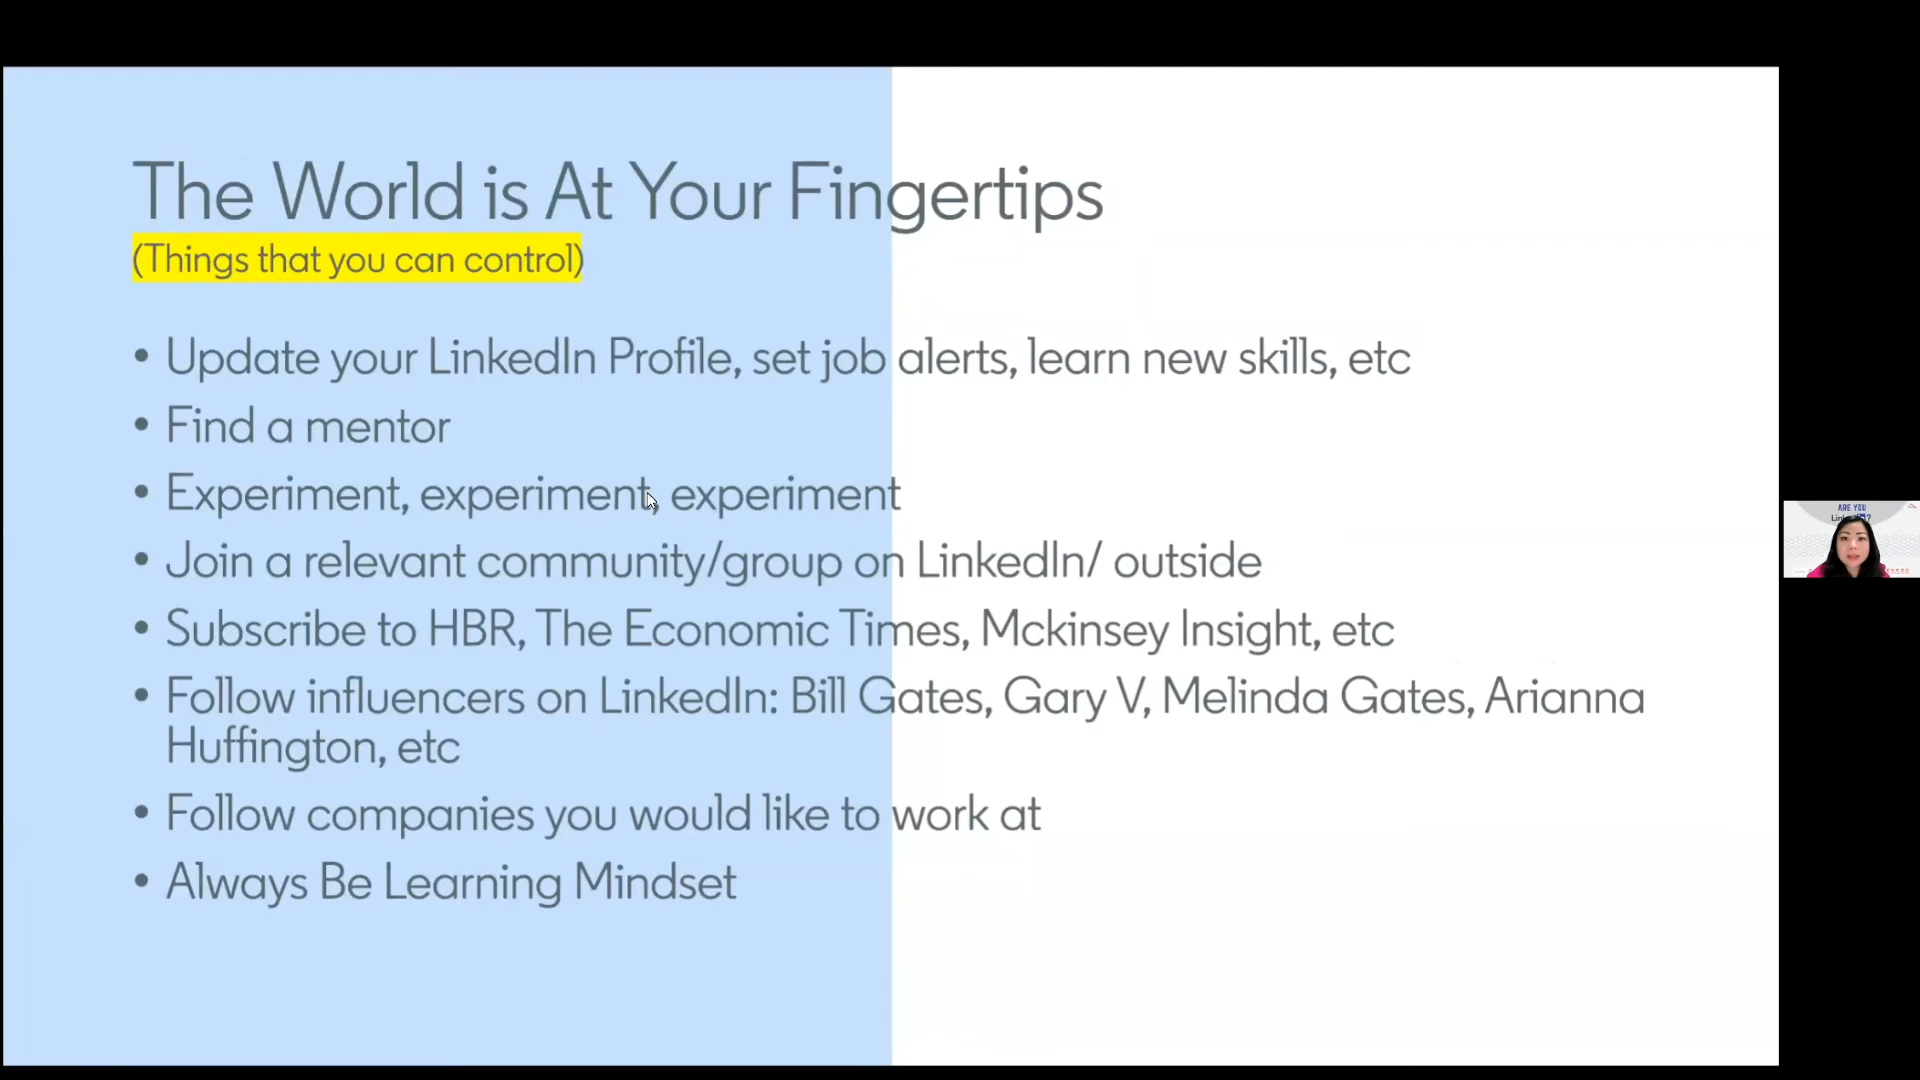 The World is At Your Fingertips
(Things that you can control)
• Update your LinkedIn Profile, set job alerts, learn new skills, etc
• Find a mentor
• Experiment, experiment, experiment
• Join a relevant community/group on LinkedIn/ outside
• Subscribe to HBR, The Economic Times, Mckinsey Insight, etc
• Follow influencers on LinkedIn: Bill Gates, Gary V, Melinda Gates, Arianna
Huffington, etc
• Follow companies you would like to work at
• Always Be Learning Mindset
ARE YOU